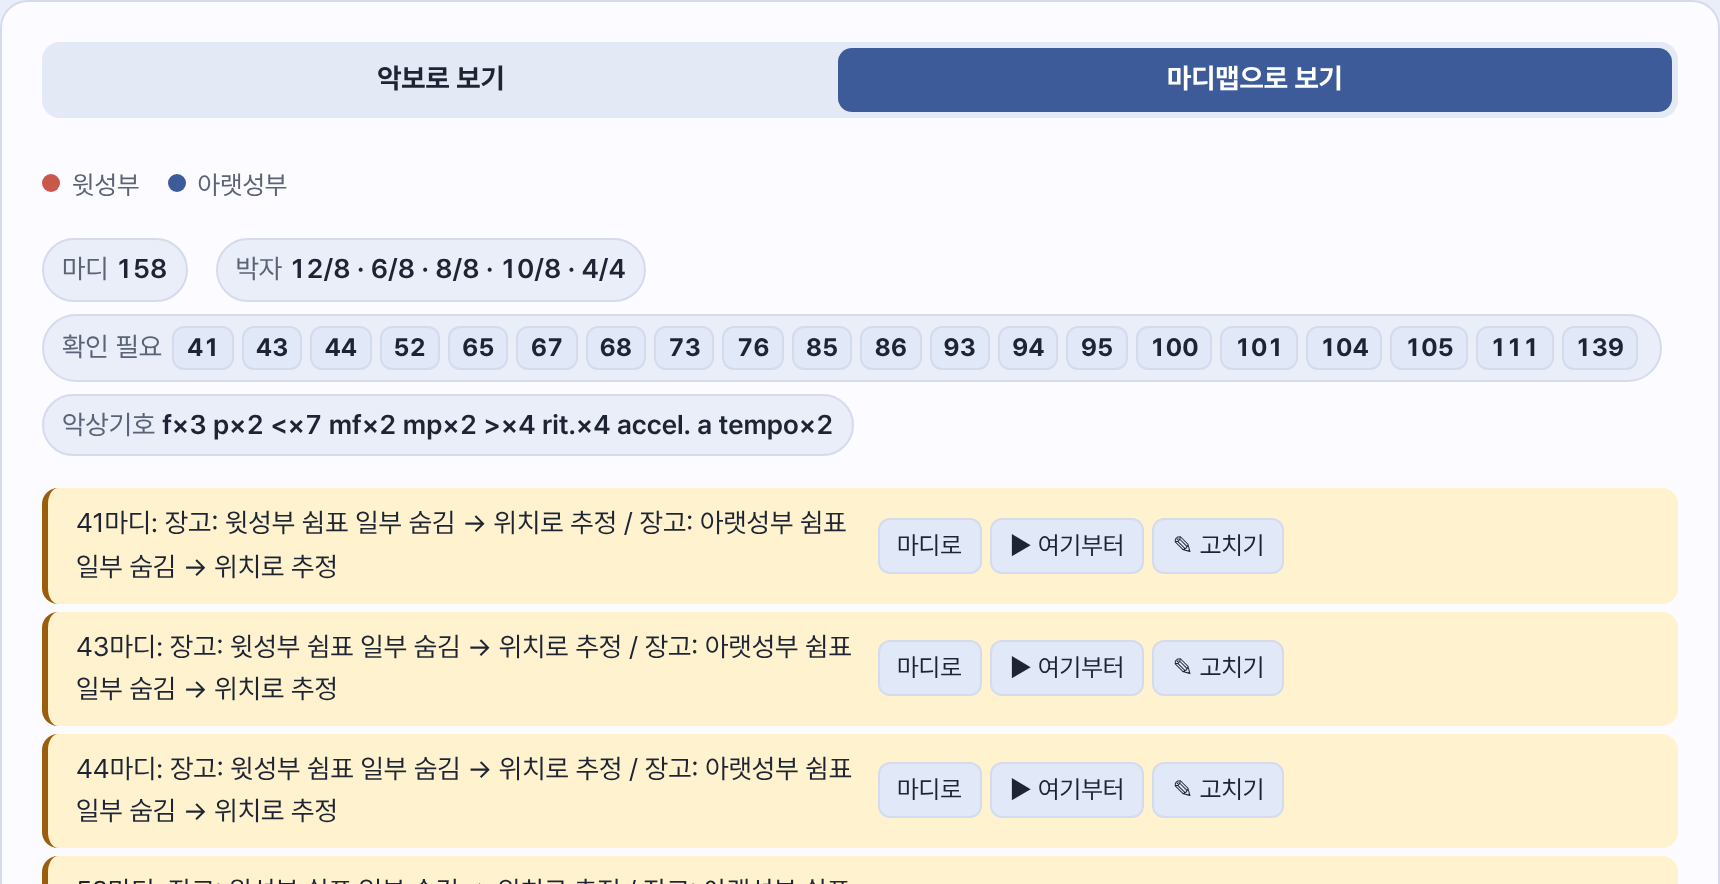 악보로 보기
마디맵으로 보기
윗성부 아랫성부
마디 158 박자 12/8 · 6/8 · 8/8 · 10/8 · 4/4
확인 필요 41 43 44 52 65 67 68 73 76 85 86 93 94 95 100 101 104 105 111 139
악상기호 f×3 p×2 <×7 mf×2 mp×2 >×4 rit.×4 accel. a tempo×2
41마디: 장고: 윗성부 쉼표 일부 숨김 → 위치로 추정 / 장고: 아랫성부 쉼표
일부 숨김 → 위치로 추정
마디로 ▶ 여기부터 ✎ 고치기
43마디: 장고: 윗성부 쉼표 일부 숨김 → 위치로 추정 / 장고: 아랫성부 쉼표
일부 숨김 → 위치로 추정
마디로 ▶ 여기부터 ✎ 고치기
44마디: 장고: 윗성부 쉼표 일부 숨김 → 위치로 추정 / 장고: 아랫성부 쉼표
일부 숨김 → 위치로 추정
마디로 ▶ 여기부터 ✎ 고치기